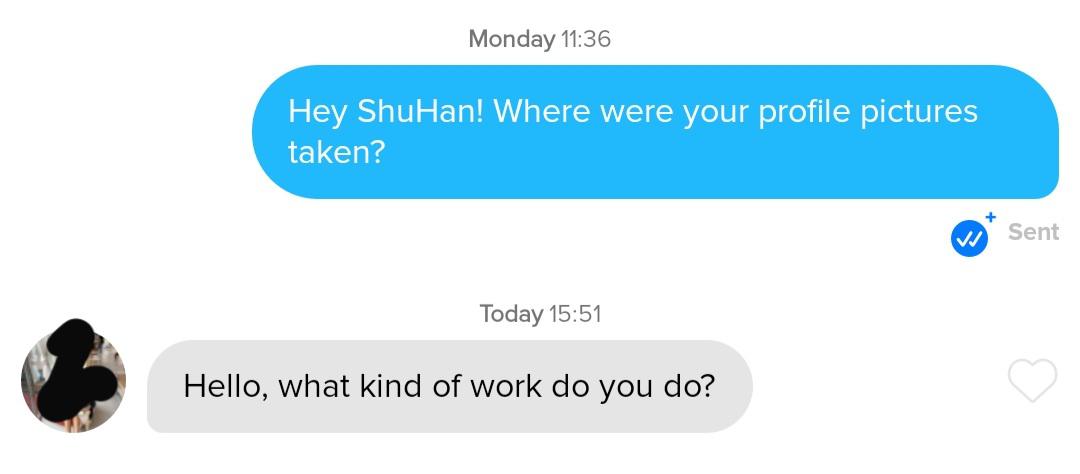 Monday 11:36
Hey ShuHan! Where were your profile pictures
taken?
Sent
Today 15:51
Hello, what kind of work do you do?